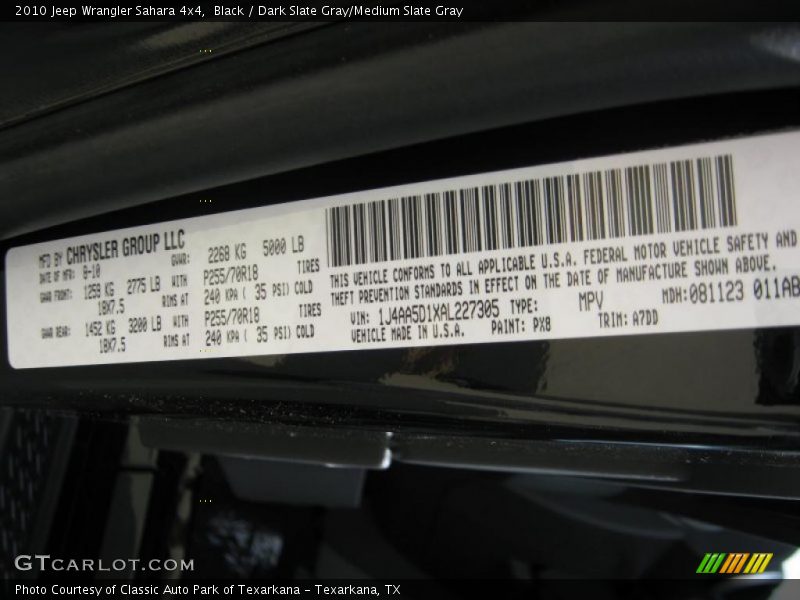 2010 Jeep Wrangler Sahara 4x4,  Black / Dark Slate Gray/Medium Slate Gray
MFD BY CHRYSLER GROUP LLC
DATE OF MFR: 8-10 GVWR: 2268 KG 5000 LB
GAWR FRONT: 1259 KG 2775 LB WITH P255/70R18 TIRES
18X7.5 RIMS AT 240 KPA ( 35 PSI) COLD
GAWR REAR: 1452 KG 3200 LB WITH P255/70R18 TIRES
18X7.5 RIMS AT 240 KPA ( 35 PSI) COLD
THIS VEHICLE CONFORMS TO ALL APPLICABLE U.S.A. FEDERAL MOTOR VEHICLE SAFETY AND
THEFT PREVENTION STANDARDS IN EFFECT ON THE DATE OF MANUFACTURE SHOWN ABOVE.
VIN: 1J4AA5D1XAL227305 TYPE: MPV MDH:081123 011AB
VEHICLE MADE IN U.S.A. PAINT: PX8 TRIM: A7DD
GTCARLOT.COM
Photo Courtesy of Classic Auto Park of Texarkana - Texarkana, TX